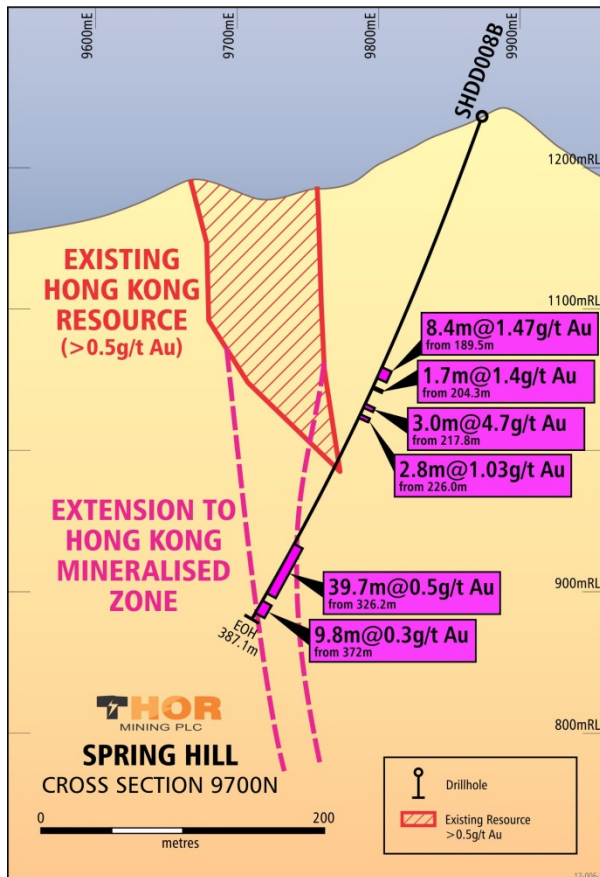 9600mE
9700mE
9800mE
9900mE
SHDD008B
1200mRL
EXISTING
HONG KONG
RESOURCE
(>0.5g/t Au)
1100mRL
8.4m@1.47g/t Au
from 189.5m
1.7m@1.4g/t Au
from 204.3m
3.0m@4.7g/t Au
from 217.8m
2.8m@1.03g/t Au
from 226.0m
EXTENSION TO
HONG KONG
MINERALISED
ZONE
900mRL
39.7m@0.5g/t Au
from 326.2m
9.8m@0.3g/t Au
from 372m
EOH
387.1m
THOR
MINING PLC
800mRL
SPRING HILL
CROSS SECTION 9700N
0
200
metres
Drillhole
Existing Resource
>0.5g/t Au